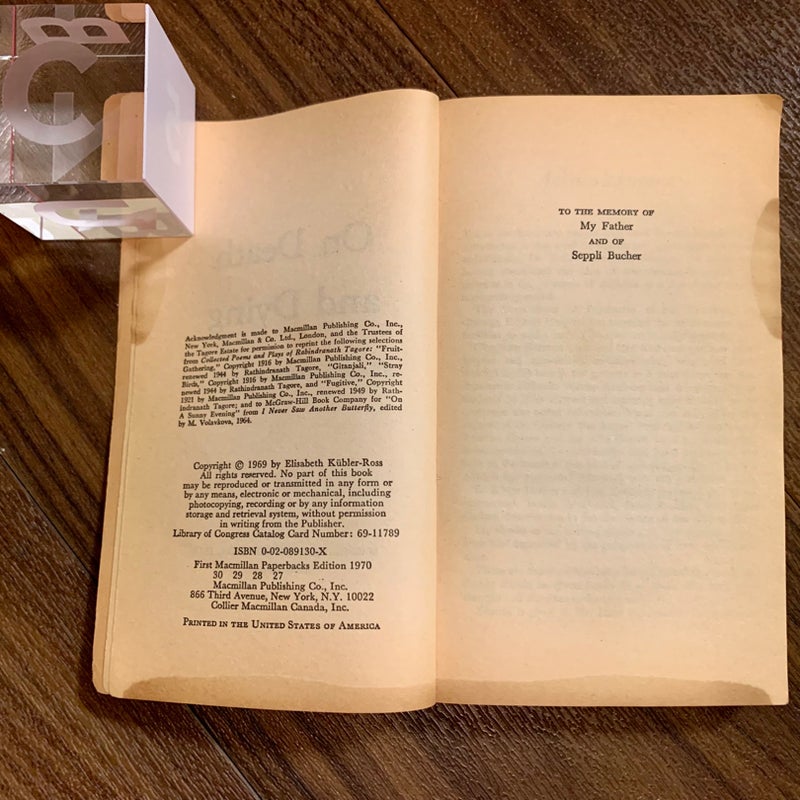 Acknowledgment is made to Macmillan Publishing Co., Inc.,
New York, Macmillan & Co. Ltd., London, and the Trustees of
the Tagore Estate for permission to reprint the following selections
from Collected Poems and Plays of Rabindranath Tagore: "Fruit-
Gathering," Copyright 1916 by Macmillan Publishing Co., Inc.,
renewed 1944 by Rathindranath Tagore, "Gitanjali," "Stray
Birds," Copyright 1916 by Macmillan Publishing Co., Inc., re-
newed 1944 by Rathindranath Tagore, and "Fugitive," Copyright
1921 by Macmillan Publishing Co., Inc., renewed 1949 by Rath-
indranath Tagore; and to McGraw-Hill Book Company for "On
A Sunny Evening" from I Never Saw Another Butterfly, edited
by M. Volavkova, 1964.
Copyright © 1969 by Elisabeth Kübler-Ross
All rights reserved. No part of this book
may be reproduced or transmitted in any form or
by any means, electronic or mechanical, including
photocopying, recording or by any information
storage and retrieval system, without permission
in writing from the Publisher.
Library of Congress Catalog Card Number: 69-11789
ISBN 0-02-089130-X
First Macmillan Paperbacks Edition 1970
30 29 28 27
Macmillan Publishing Co., Inc.
866 Third Avenue, New York, N.Y. 10022
Collier Macmillan Canada, Inc.
PRINTED IN THE UNITED STATES OF AMERICA
TO THE MEMORY OF
My Father
AND OF
Seppli Bucher
On Death
and Dying